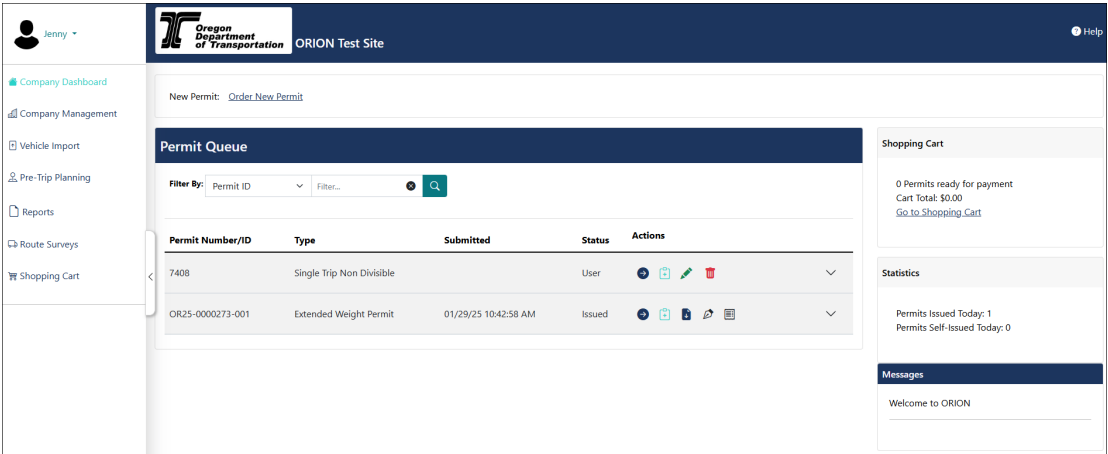 Jenny
Oregon
Department
of Transportation
ORION Test Site
Help
Company Dashboard
Company Management
Vehicle Import
Pre-Trip Planning
Reports
Route Surveys
Shopping Cart
New Permit: Order New Permit
Permit Queue
Filter By: Permit ID Filter...
Permit Number/ID Type Submitted Status Actions
7408 Single Trip Non Divisible User
OR25-0000273-001 Extended Weight Permit 01/29/25 10:42:58 AM Issued
Shopping Cart
0 Permits ready for payment
Cart Total: $0.00
Go to Shopping Cart
Statistics
Permits Issued Today: 1
Permits Self-Issued Today: 0
Messages
Welcome to ORION